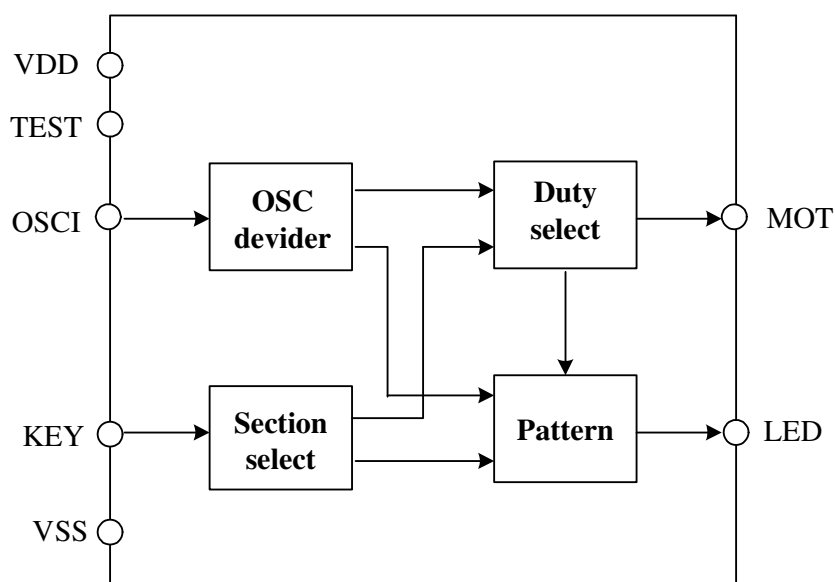 VDD
TEST
OSCI
OSC
devider
Duty
select
MOT
KEY
Section
select
Pattern
LED
VSS